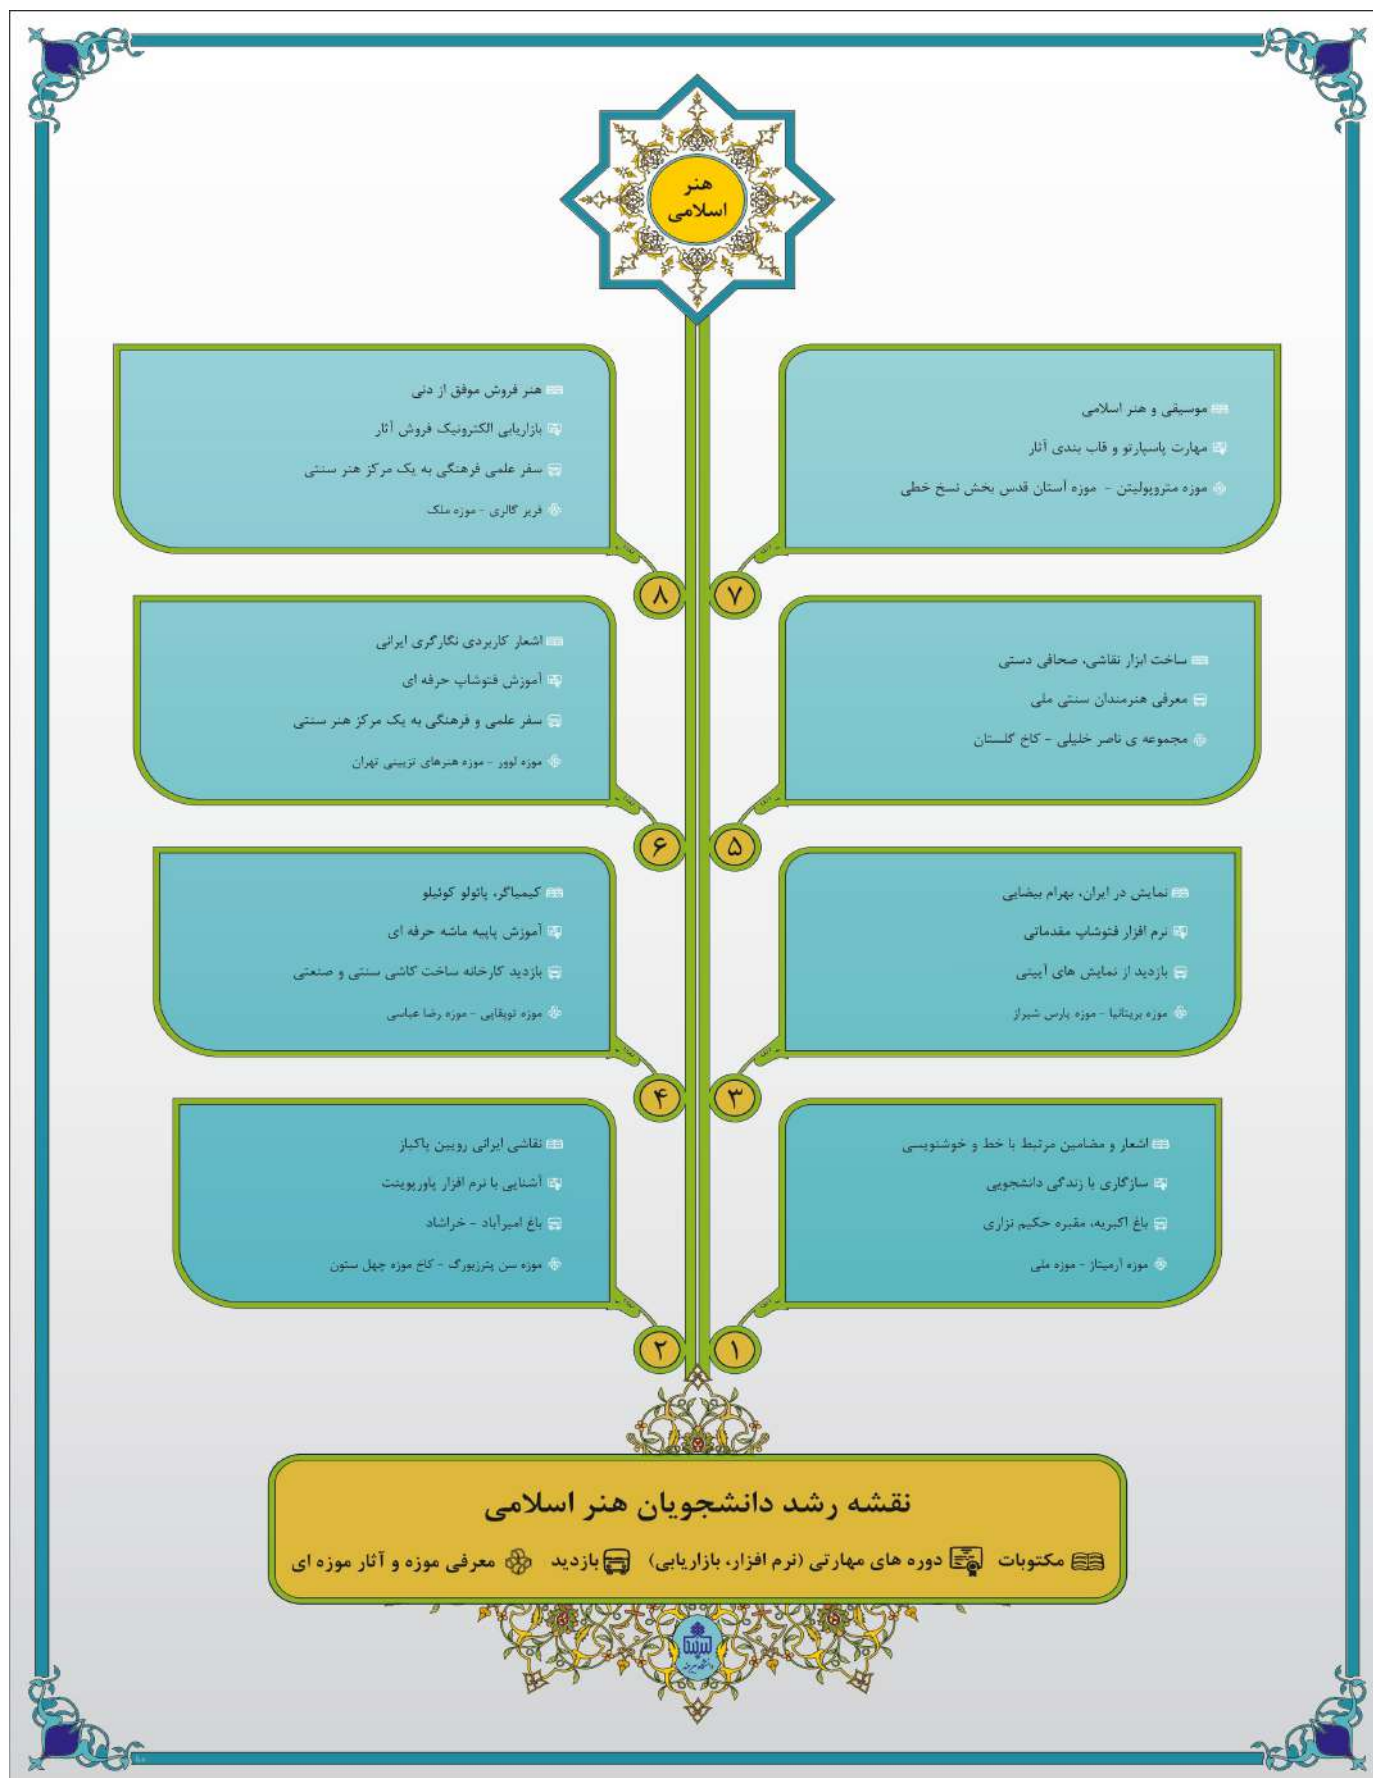 هنر
اسلامی
موسیقی و هنر اسلامی
مهارت پاسپارتو و قاب بندی آثار
موزه متروپولیتن - موزه آستان قدس بخش نسخ خطی
۷
هنر فروش موفق از دنی
بازاریابی الکترونیک فروش آثار
سفر علمی فرهنگی به یک مرکز هنر سنتی
فریر گالری - موزه ملک
۸
ساخت ابزار نقاشی، صحافی دستی
معرفی هنرمندان سنتی ملی
مجموعه ی ناصر خلیلی - کاخ گلستان
۵
اشعار کاربردی نگارگری ایرانی
آموزش فتوشاپ حرفه ای
سفر علمی و فرهنگی به یک مرکز هنر سنتی
موزه لوور - موزه هنرهای تزیینی تهران
۶
نمایش در ایران، بهرام بیضایی
نرم افزار فتوشاپ مقدماتی
بازدید از نمایش های آیینی
موزه بریتانیا - موزه پارس شیراز
۳
کیمیاگر، پائولو کوئیلو
آموزش پاپیه ماشه حرفه ای
بازدید کارخانه ساخت کاشی سنتی و صنعتی
موزه توپقاپی - موزه رضا عباسی
۴
اشعار و مضامین مرتبط با خط و خوشنویسی
سازگاری با زندگی دانشجویی
باغ اکبریه، مقبره حکیم نزاری
موزه آرمیتاژ - موزه ملی
۱
نقاشی ایرانی رویین پاکباز
آشنایی با نرم افزار پاورپوینت
باغ امیرآباد - خراشاد
موزه سن پترزبورگ - کاخ موزه چهل ستون
۲
نقشه رشد دانشجویان هنر اسلامی
مکتوبات دوره های مهارتی (نرم افزار، بازاریابی) بازدید معرفی موزه و آثار موزه ای
دانشگاه بیرجند